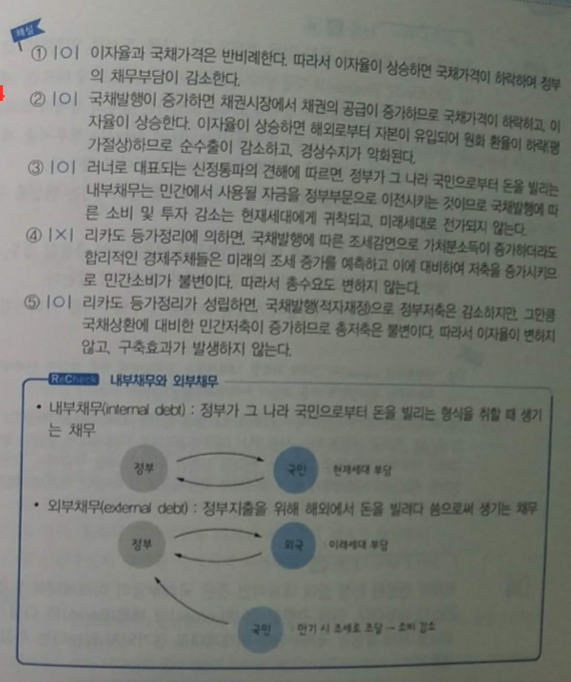 해설
① |O| 이자율과 국채가격은 반비례한다. 따라서 이자율이 상승하면 국채가격이 하락하여 정부
의 채무부담이 감소한다.
② |O| 국채발행이 증가하면 채권시장에서 채권의 공급이 증가하므로 국채가격이 하락하고, 이
자율이 상승한다. 이자율이 상승하면 해외로부터 자본이 유입되어 원화 환율이 하락(평
가절상)하므로 순수출이 감소하고, 경상수지가 악화된다.
③ |O| 러너로 대표되는 신정통파의 견해에 따르면, 정부가 그 나라 국민으로부터 돈을 빌리는
내부채무는 민간에서 사용될 자금을 정부부문으로 이전시키는 것이므로 국채발행에 따
른 소비 및 투자 감소는 현재세대에게 귀착되고, 미래세대로 전가되지 않는다.
④ |X| 리카도 등가정리에 의하면, 국채발행에 따른 조세감면으로 가처분소득이 증가하더라도
합리적인 경제주체들은 미래의 조세 증가를 예측하고 이에 대비하여 저축을 증가시키므
로 민간소비가 불변이다. 따라서 총수요도 변하지 않는다.
⑤ |O| 리카도 등가정리가 성립하면, 국채발행(적자재정)으로 정부저축은 감소하지만, 그만큼
국채상환에 대비한 민간저축이 증가하므로 총저축은 불변이다. 따라서 이자율이 변하지
않고, 구축효과가 발생하지 않는다.
ReCheck 내부채무와 외부채무
• 내부채무(internal debt) : 정부가 그 나라 국민으로부터 돈을 빌리는 형식을 취할 때 생기
는 채무
정부 국민 : 현재세대 부담
• 외부채무(external debt) : 정부지출을 위해 해외에서 돈을 빌려다 씀으로써 생기는 채무
정부 외국 : 미래세대 부담
국민 : 만기 시 조세로 조달 → 소비 감소